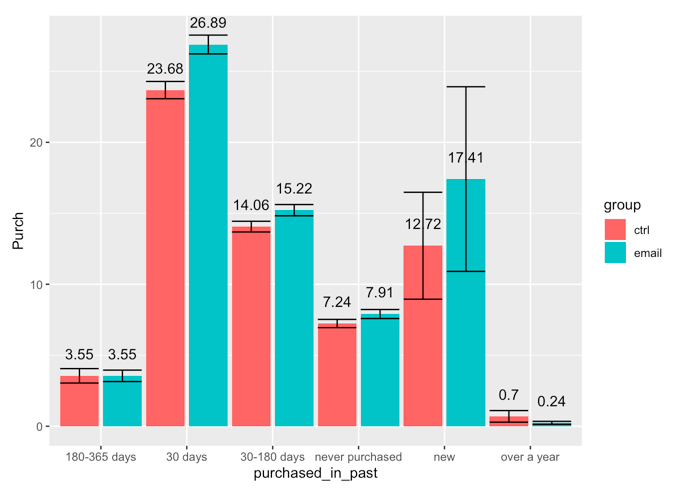 26.89
23.68
17.41
15.22
14.06
12.72
7.24
7.91
3.55
3.55
0.7
0.24
20
10
0
Purch
180-365 days
30 days
30-180 days
never purchased
new
over a year
purchased_in_past
group
ctrl
email